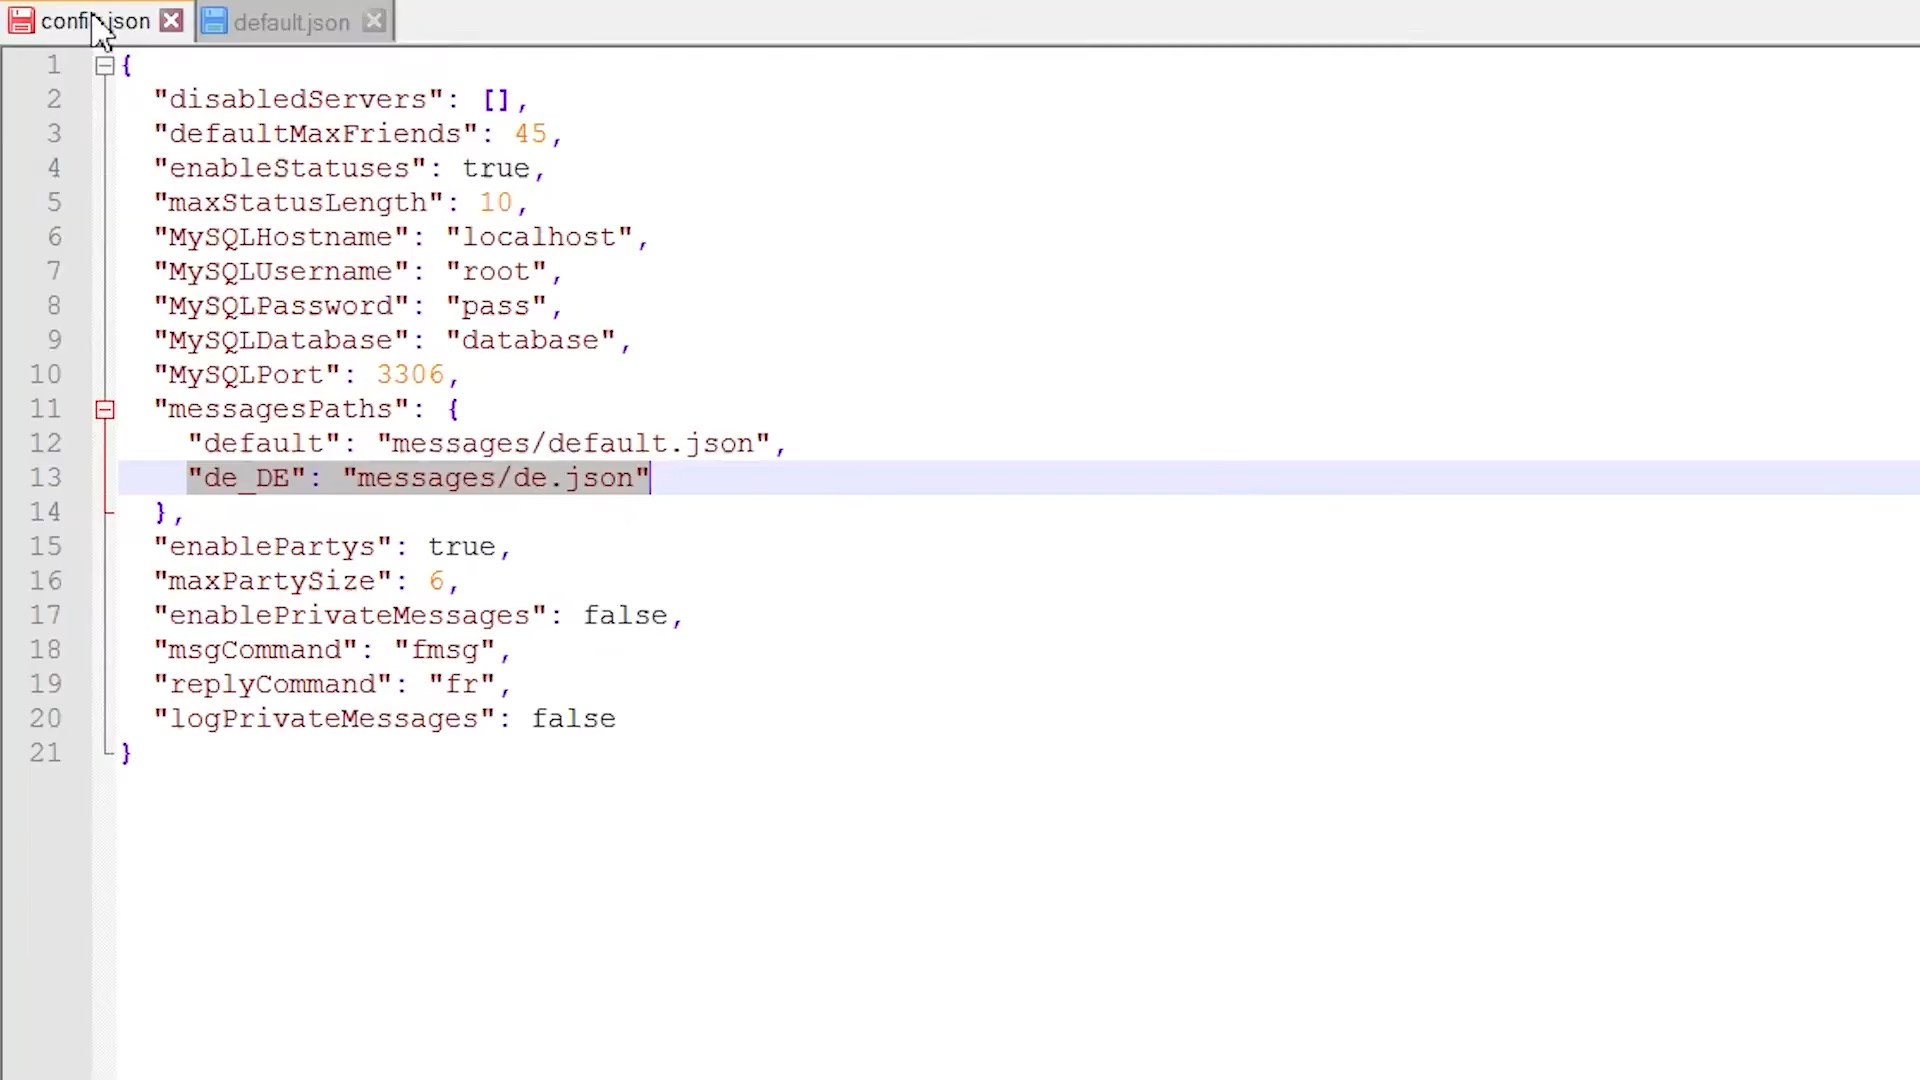 config.json default.json
1 {
2 "disabledServers": [],
3 "defaultMaxFriends": 45,
4 "enableStatuses": true,
5 "maxStatusLength": 10,
6 "MySQLHostname": "localhost",
7 "MySQLUsername": "root",
8 "MySQLPassword": "pass",
9 "MySQLDatabase": "database",
10 "MySQLPort": 3306,
11 "messagesPaths": {
12 "default": "messages/default.json",
13 "de_DE": "messages/de.json"
14 },
15 "enablePartys": true,
16 "maxPartySize": 6,
17 "enablePrivateMessages": false,
18 "msgCommand": "fmsg",
19 "replyCommand": "fr",
20 "logPrivateMessages": false
21 }